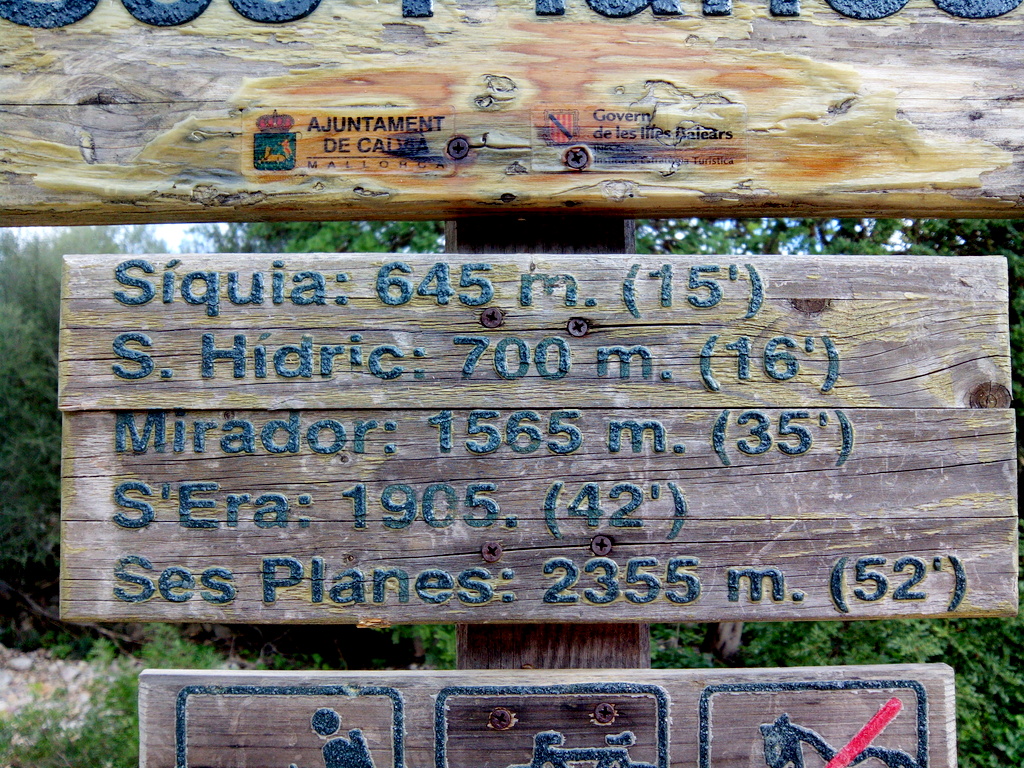 AJUNTAMENT
DE CALVIÀ
MALLORCA
Govern
de les Illes Balears
Síquia: 645 m. (15')
S. Hídric: 700 m. (16')
Mirador: 1565 m. (35')
S'Era: 1905. (42')
Ses Planes: 2355 m. (52')